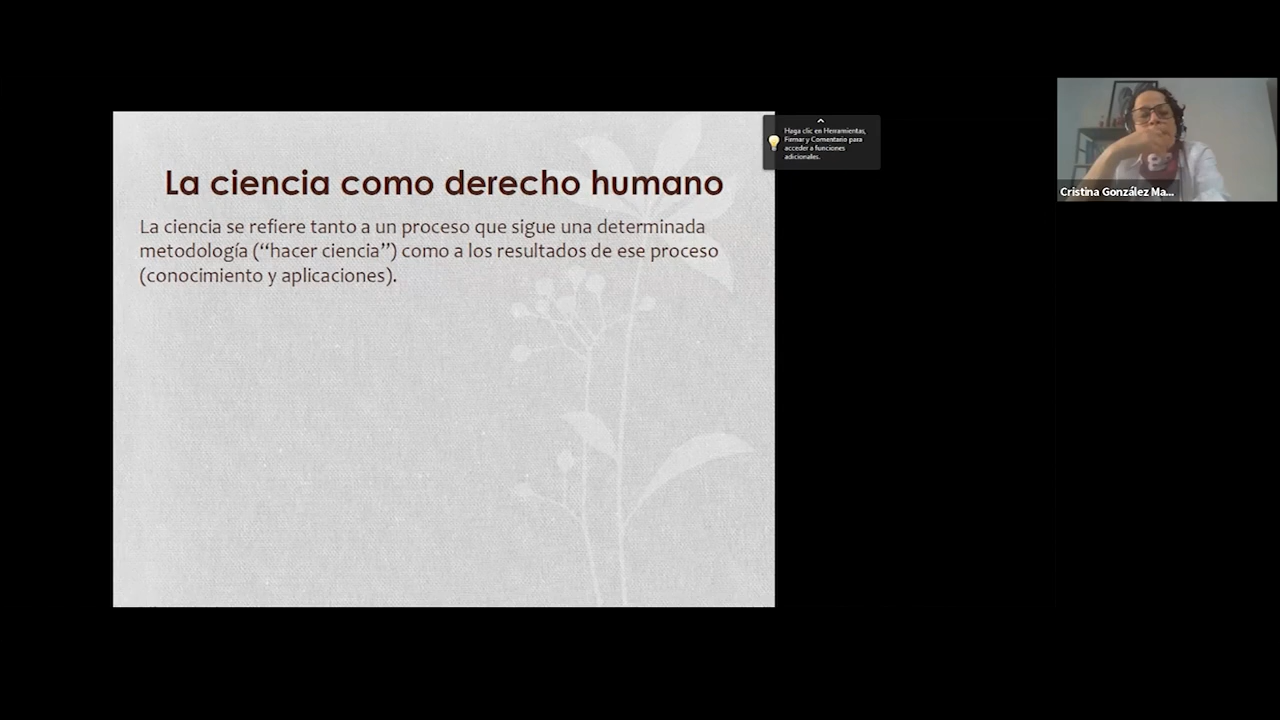 La ciencia como derecho humano
La ciencia se refiere tanto a un proceso que sigue una determinada
metodología (“hacer ciencia”) como a los resultados de ese proceso
(conocimiento y aplicaciones).
Haga clic en Herramientas,
Firmar y Comentario para
acceder a funciones
adicionales.
Cristina González Ma...